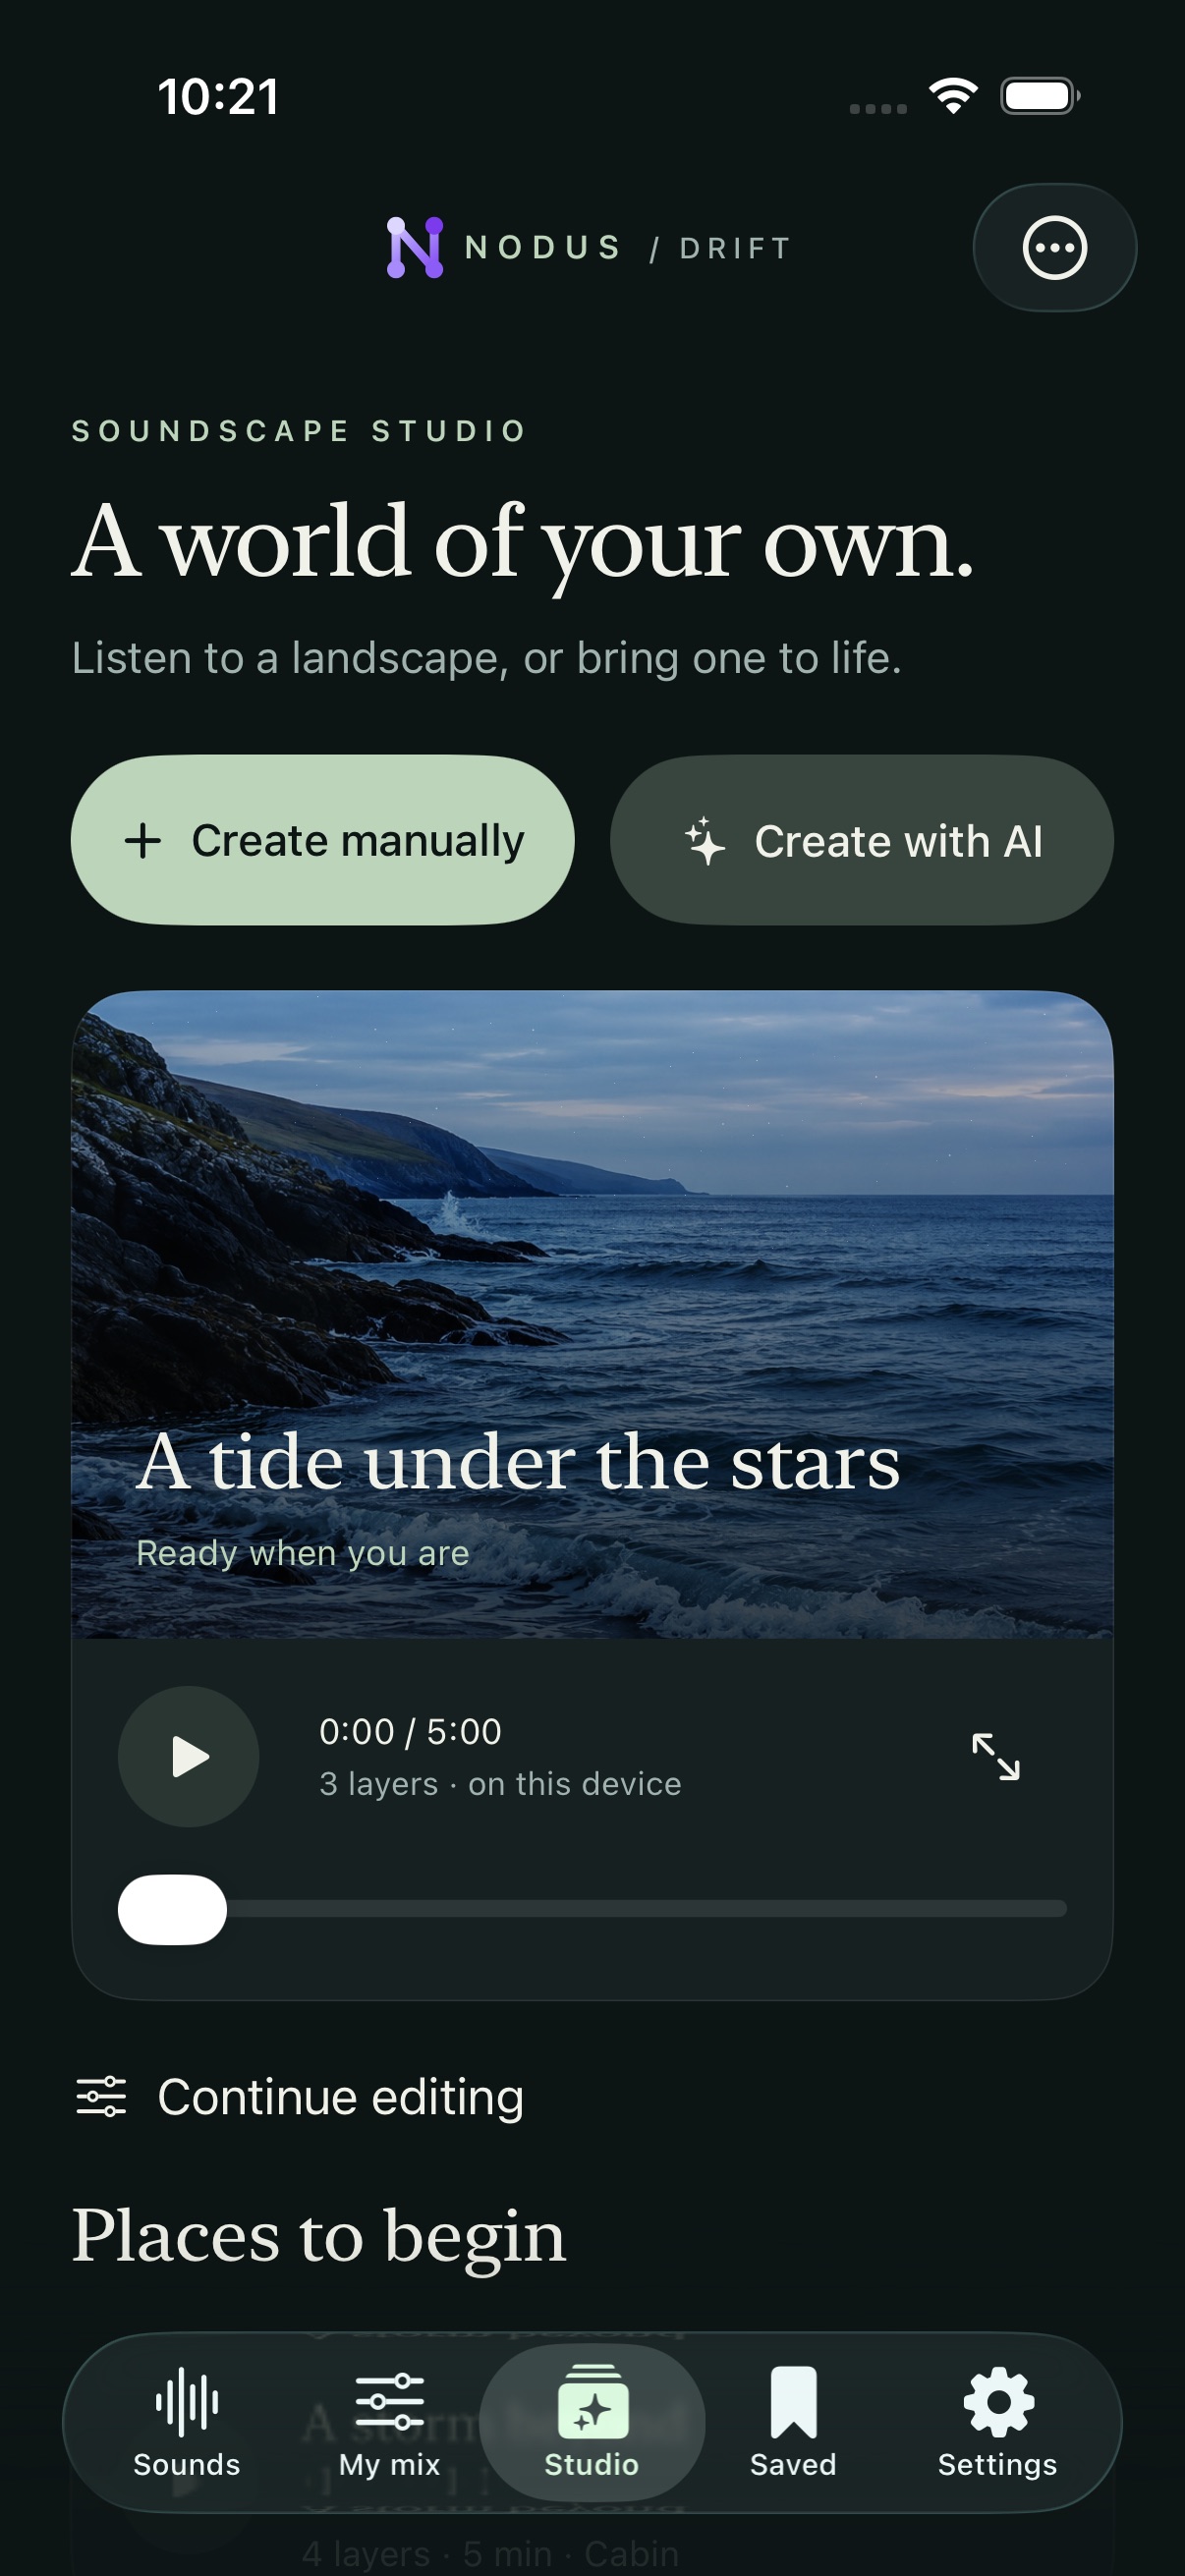 10:21
NODUS / DRIFT
SOUNDSCAPE STUDIO
A world of your own.
Listen to a landscape, or bring one to life.
Create manually
Create with AI
A tide under the stars
Ready when you are
0:00 / 5:00
3 layers · on this device
Continue editing
Places to begin
A storm
Sounds
My mix
Studio
Saved
Settings
4 layers · 5 min · Cabin